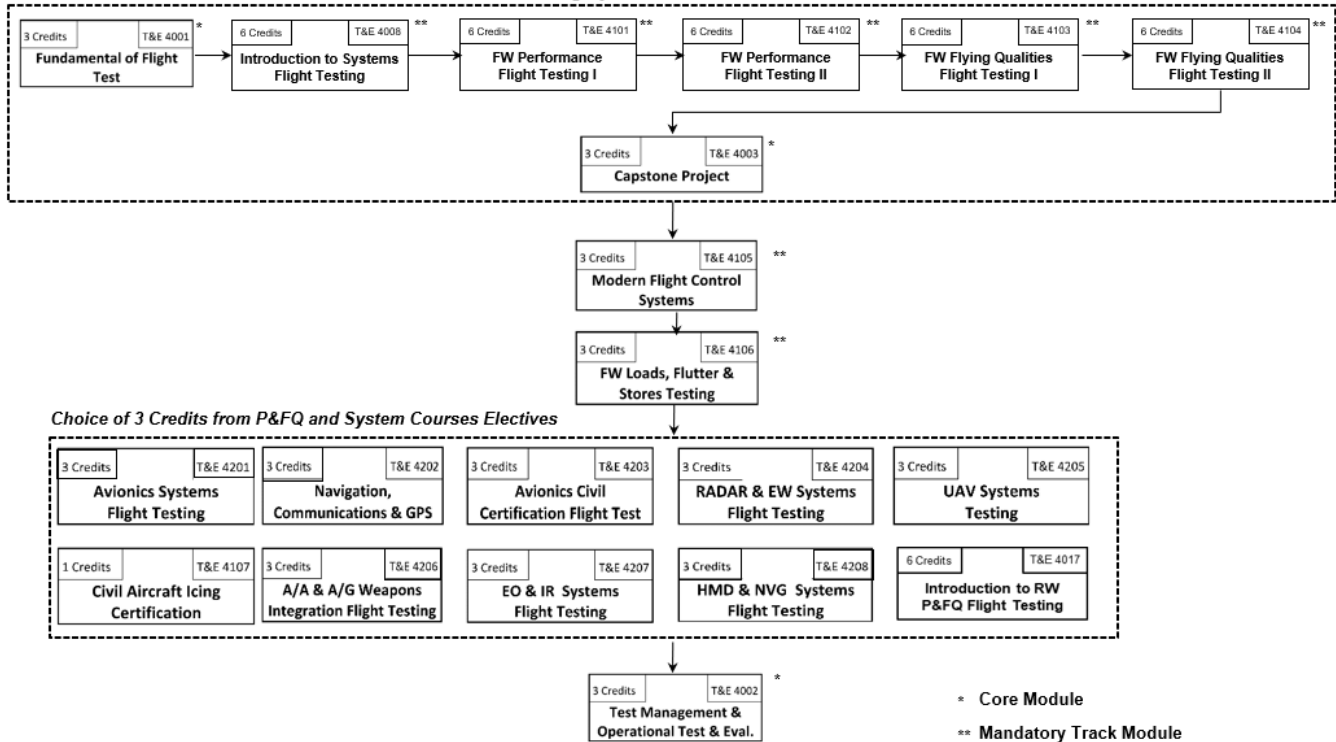 3 Credits T&E 4001 *
Fundamental of Flight
Test
6 Credits T&E 4008 **
Introduction to Systems
Flight Testing
6 Credits T&E 4101 **
FW Performance
Flight Testing I
6 Credits T&E 4102 **
FW Performance
Flight Testing II
6 Credits T&E 4103 **
FW Flying Qualities
Flight Testing I
6 Credits T&E 4104 **
FW Flying Qualities
Flight Testing II
3 Credits T&E 4003 *
Capstone Project
3 Credits T&E 4105 **
Modern Flight Control
Systems
3 Credits T&E 4106 **
FW Loads, Flutter &
Stores Testing
Choice of 3 Credits from P&FQ and System Courses Electives
3 Credits T&E 4201
Avionics Systems
Flight Testing
3 Credits T&E 4202
Navigation,
Communications & GPS
3 Credits T&E 4203
Avionics Civil
Certification Flight Test
3 Credits T&E 4204
RADAR & EW Systems
Flight Testing
3 Credits T&E 4205
UAV Systems
Testing
1 Credits T&E 4107
Civil Aircraft Icing
Certification
3 Credits T&E 4206
A/A & A/G Weapons
Integration Flight Testing
3 Credits T&E 4207
EO & IR Systems
Flight Testing
3 Credits T&E 4208
HMD & NVG Systems
Flight Testing
6 Credits T&E 4017
Introduction to RW
P&FQ Flight Testing
3 Credits T&E 4002 *
Test Management &
Operational Test & Eval.
* Core Module
** Mandatory Track Module